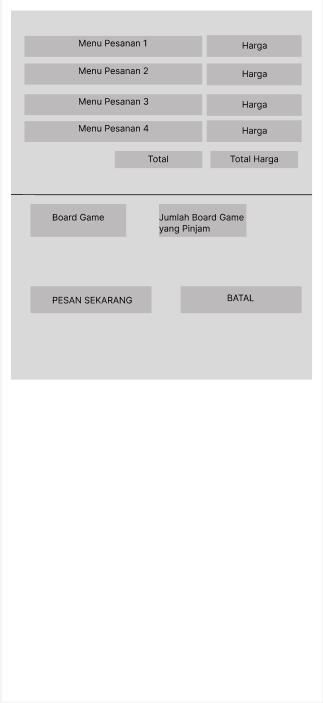 Menu Pesanan 1 Harga
Menu Pesanan 2 Harga
Menu Pesanan 3 Harga
Menu Pesanan 4 Harga
Total Total Harga
Board Game Jumlah Board Game
yang Pinjam
PESAN SEKARANG BATAL